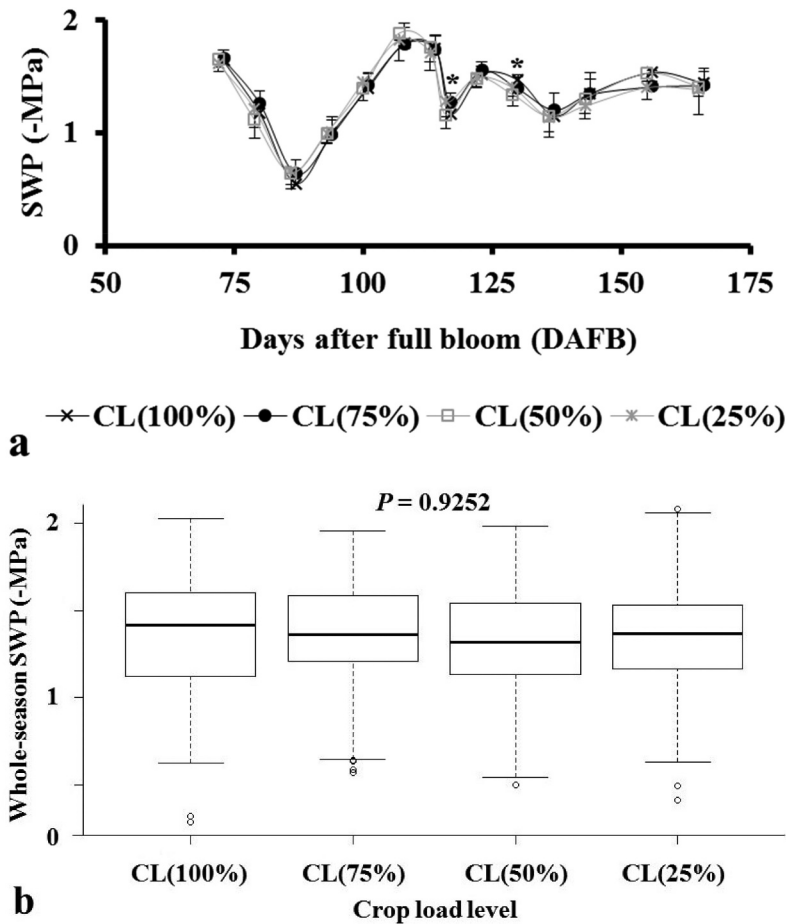 2
1
0
SWP (-MPa)
*
*
50
75
100
125
150
175
Days after full bloom (DAFB)
CL(100%) CL(75%) CL(50%) CL(25%)
a
P = 0.9252
2
1
0
Whole-season SWP (-MPa)
CL(100%) CL(75%) CL(50%) CL(25%)
Crop load level
b